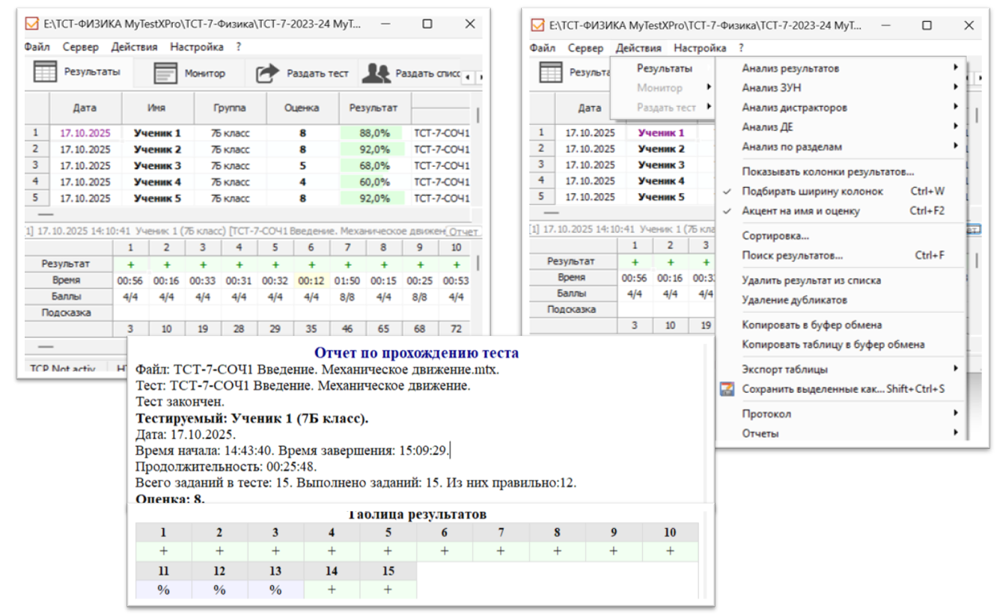 E:\ТСТ-ФИЗИКА MyTestXPro\ТСТ-7-Физика\ТСТ-7-2023-24 MyT...
Файл Сервер Действия Настройка ?
Результаты Монитор Раздать тест Раздать списс
Дата Имя Группа Оценка Результат
1 17.10.2025 Ученик 1 7Б класс 8 88,0% ТСТ-7-СОЧ1
2 17.10.2025 Ученик 2 7Б класс 8 92,0% ТСТ-7-СОЧ1
3 17.10.2025 Ученик 3 7Б класс 5 68,0% ТСТ-7-СОЧ1
4 17.10.2025 Ученик 4 7Б класс 4 60,0% ТСТ-7-СОЧ1
5 17.10.2025 Ученик 5 7Б класс 8 92,0% ТСТ-7-СОЧ1
1] 17.10.2025 14:10:41 Ученик 1 (7Б класс) [ТСТ-7-СОЧ1 Введение. Механическое движен Отчет
1 2 3 4 5 6 7 8 9 10
Результат + + + + + + + + + +
Время 00:56 00:16 00:33 00:31 00:32 00:12 01:50 00:15 00:25 00:53
Баллы 4/4 4/4 4/4 4/4 4/4 4/4 8/8 4/4 8/8 4/4
Подсказка
3 10 19 28 29 35 46 65 68 72
TCP Not activ
E:\ТСТ-ФИЗИКА MyTestXPro\ТСТ-7-Физика\ТСТ-7-2023-24 MyT...
Файл Сервер Действия Настройка ?
Результа
Дата
1 17.10.2025 Ученик 1
2 17.10.2025 Ученик 2
3 17.10.2025 Ученик 3
4 17.10.2025 Ученик 4
5 17.10.2025 Ученик 5
[1] 17.10.2025 14:10:41 Ученик 1 (7Б кла
1 2 3
Результат + + +
Время 00:56 00:16 00:3
Баллы 4/4 4/4 4/4
Подсказка
3 10 19
Результаты
Монитор
Раздать тест
Анализ результатов
Анализ ЗУН
Анализ дистракторов
Анализ ДЕ
Анализ по разделам
Показывать колонки результатов...
Подбирать ширину колонок Ctrl+W
Акцент на имя и оценку Ctrl+F2
Сортировка...
Поиск результатов... Ctrl+F
Удалить результат из списка
Удаление дубликатов
Копировать в буфер обмена
Копировать таблицу в буфер обмена
Экспорт таблицы
Сохранить выделенные как... Shift+Ctrl+S
Протокол
Отчеты
Отчет по прохождению теста
Файл: ТСТ-7-СОЧ1 Введение. Механическое движение.mtx.
Тест: ТСТ-7-СОЧ1 Введение. Механическое движение.
Тест закончен.
Тестируемый: Ученик 1 (7Б класс).
Дата: 17.10.2025.
Время начала: 14:43:40. Время завершения: 15:09:29.
Продолжительность: 00:25:48.
Всего заданий в тесте: 15. Выполнено заданий: 15. Из них правильно:12.
Оценка: 8.
Таблица результатов
1 2 3 4 5 6 7 8 9 10
+ + + + + + + + + +
11 12 13 14 15
% % % + +